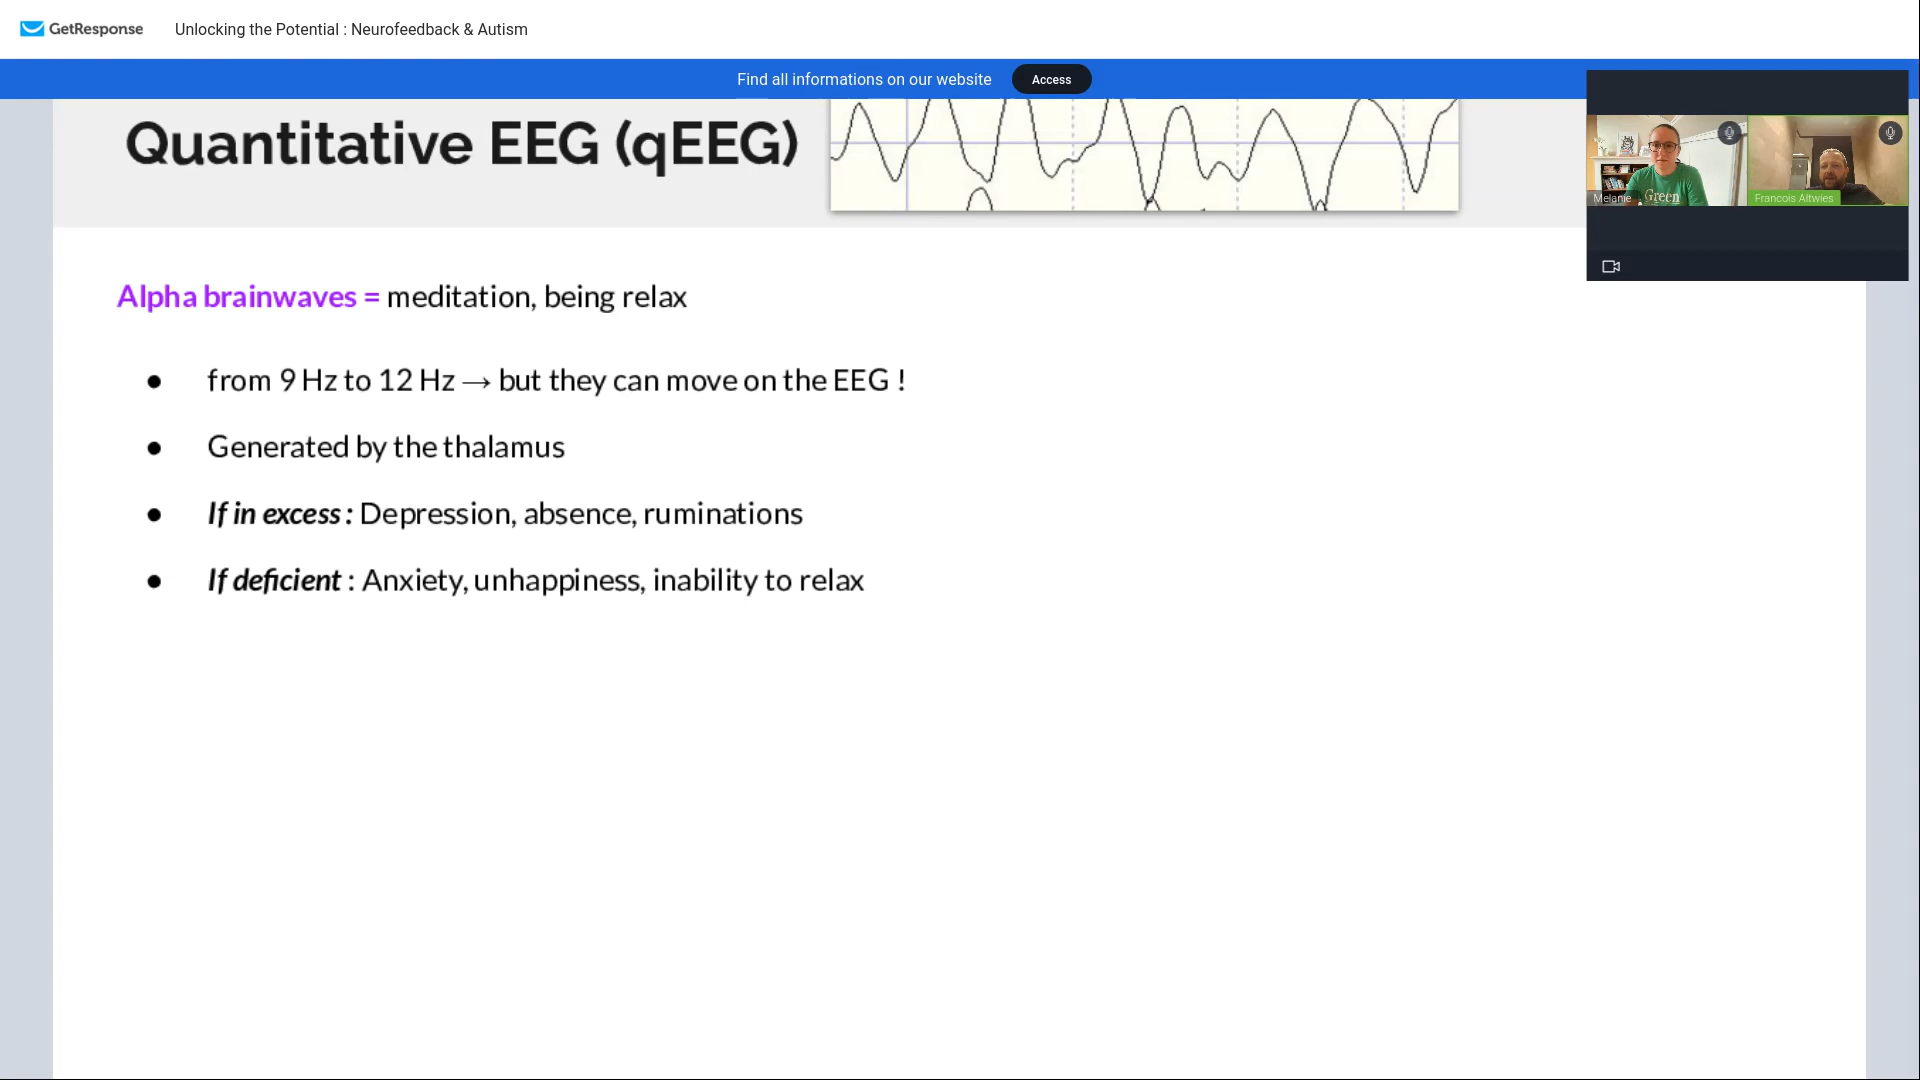 GetResponse
Unlocking the Potential : Neurofeedback & Autism
Find all informations on our website
Access
Quantitative EEG (qEEG)
Melanie
Green
Francois Altwies
Alpha brainwaves = meditation, being relax
● from 9 Hz to 12 Hz → but they can move on the EEG !
● Generated by the thalamus
● If in excess : Depression, absence, ruminations
● If deficient : Anxiety, unhappiness, inability to relax